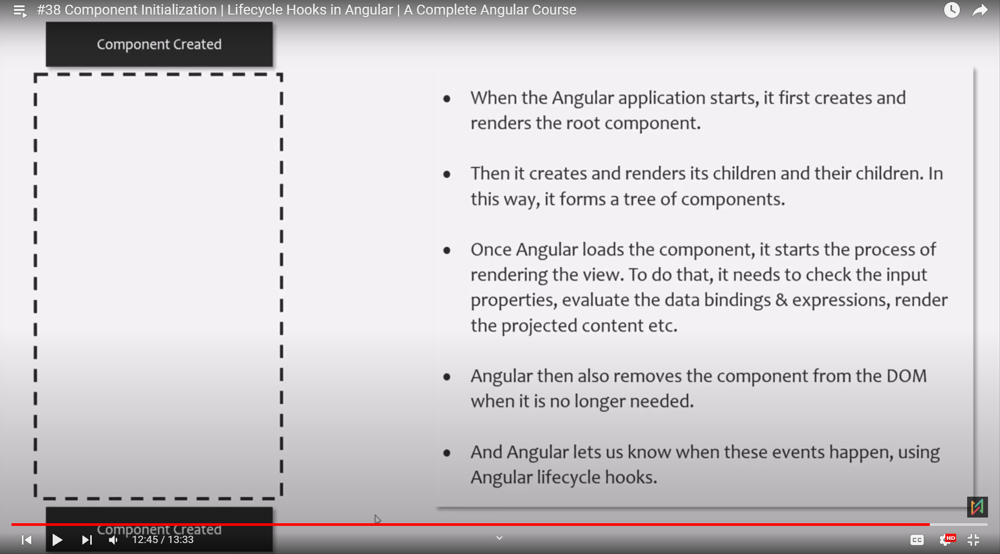 #38 Component Initialization | Lifecycle Hooks in Angular | A Complete Angular Course
Component Created
• When the Angular application starts, it first creates and
renders the root component.
• Then it creates and renders its children and their children. In
this way, it forms a tree of components.
• Once Angular loads the component, it starts the process of
rendering the view. To do that, it needs to check the input
properties, evaluate the data bindings & expressions, render
the projected content etc.
• Angular then also removes the component from the DOM
when it is no longer needed.
• And Angular lets us know when these events happen, using
Angular lifecycle hooks.
Component Created
12:45 / 13:33
CC
HD